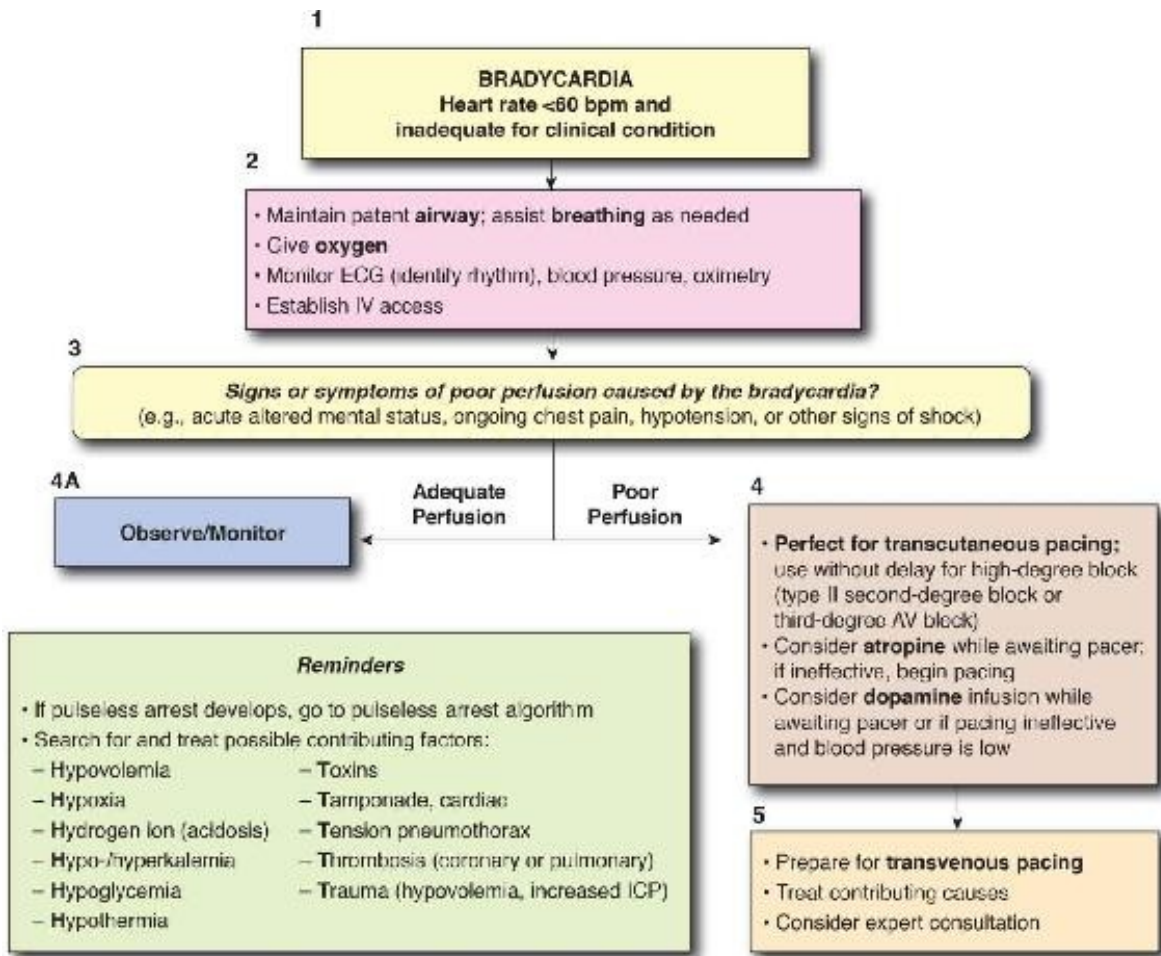 1
BRADYCARDIA
Heart rate <60 bpm and
inadequate for clinical condition
2
• Maintain patent airway; assist breathing as needed
• Give oxygen
• Monitor ECG (identify rhythm), blood pressure, oximetry
• Establish IV access
3
Signs or symptoms of poor perfusion caused by the bradycardia?
(e.g., acute altered mental status, ongoing chest pain, hypotension, or other signs of shock)
4A
Observe/Monitor
Adequate
Perfusion
Poor
Perfusion
4
• Perfect for transcutaneous pacing;
use without delay for high-degree block
(type II second-degree block or
third-degree AV block)
• Consider atropine while awaiting pacer;
if ineffective, begin pacing
• Consider dopamine infusion while
awaiting pacer or if pacing ineffective
and blood pressure is low
Reminders
• If pulseless arrest develops, go to pulseless arrest algorithm
• Search for and treat possible contributing factors:
– Hypovolemia
– Hypoxia
– Hydrogen ion (acidosis)
– Hypo-/hyperkalemia
– Hypoglycemia
– Hypothermia
– Toxins
– Tamponade, cardiac
– Tension pneumothorax
– Thrombosis (coronary or pulmonary)
– Trauma (hypovolemia, increased ICP)
5
• Prepare for transvenous pacing
• Treat contributing causes
• Consider expert consultation